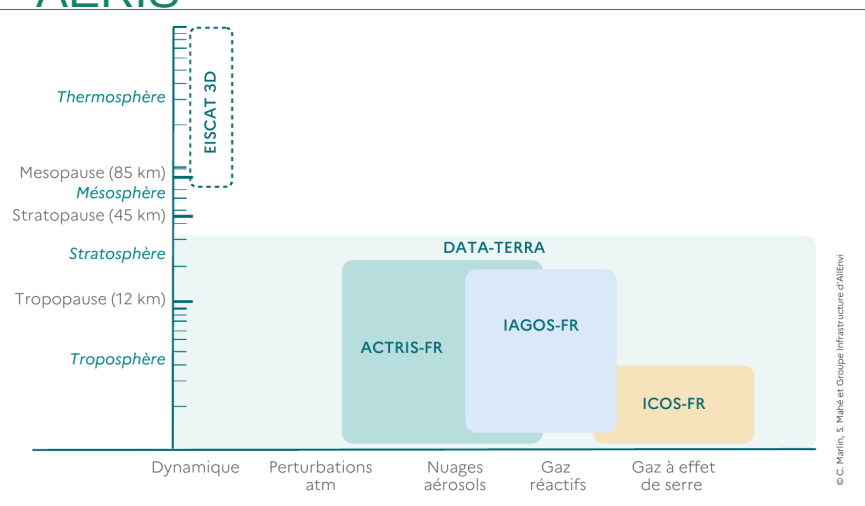 AERIS
EISCAT 3D
Thermosphère
Mesopause (85 km)
Mésosphère
Stratopause (45 km)
Stratosphère
DATA-TERRA
Tropopause (12 km)
IAGOS-FR
ACTRIS-FR
Troposphère
ICOS-FR
Dynamique
Perturbations
atm
Nuages
aérosols
Gaz
réactifs
Gaz à effet
de serre
© C. Marlin, S. Mahé et Groupe infrastructure d'AllEnvi